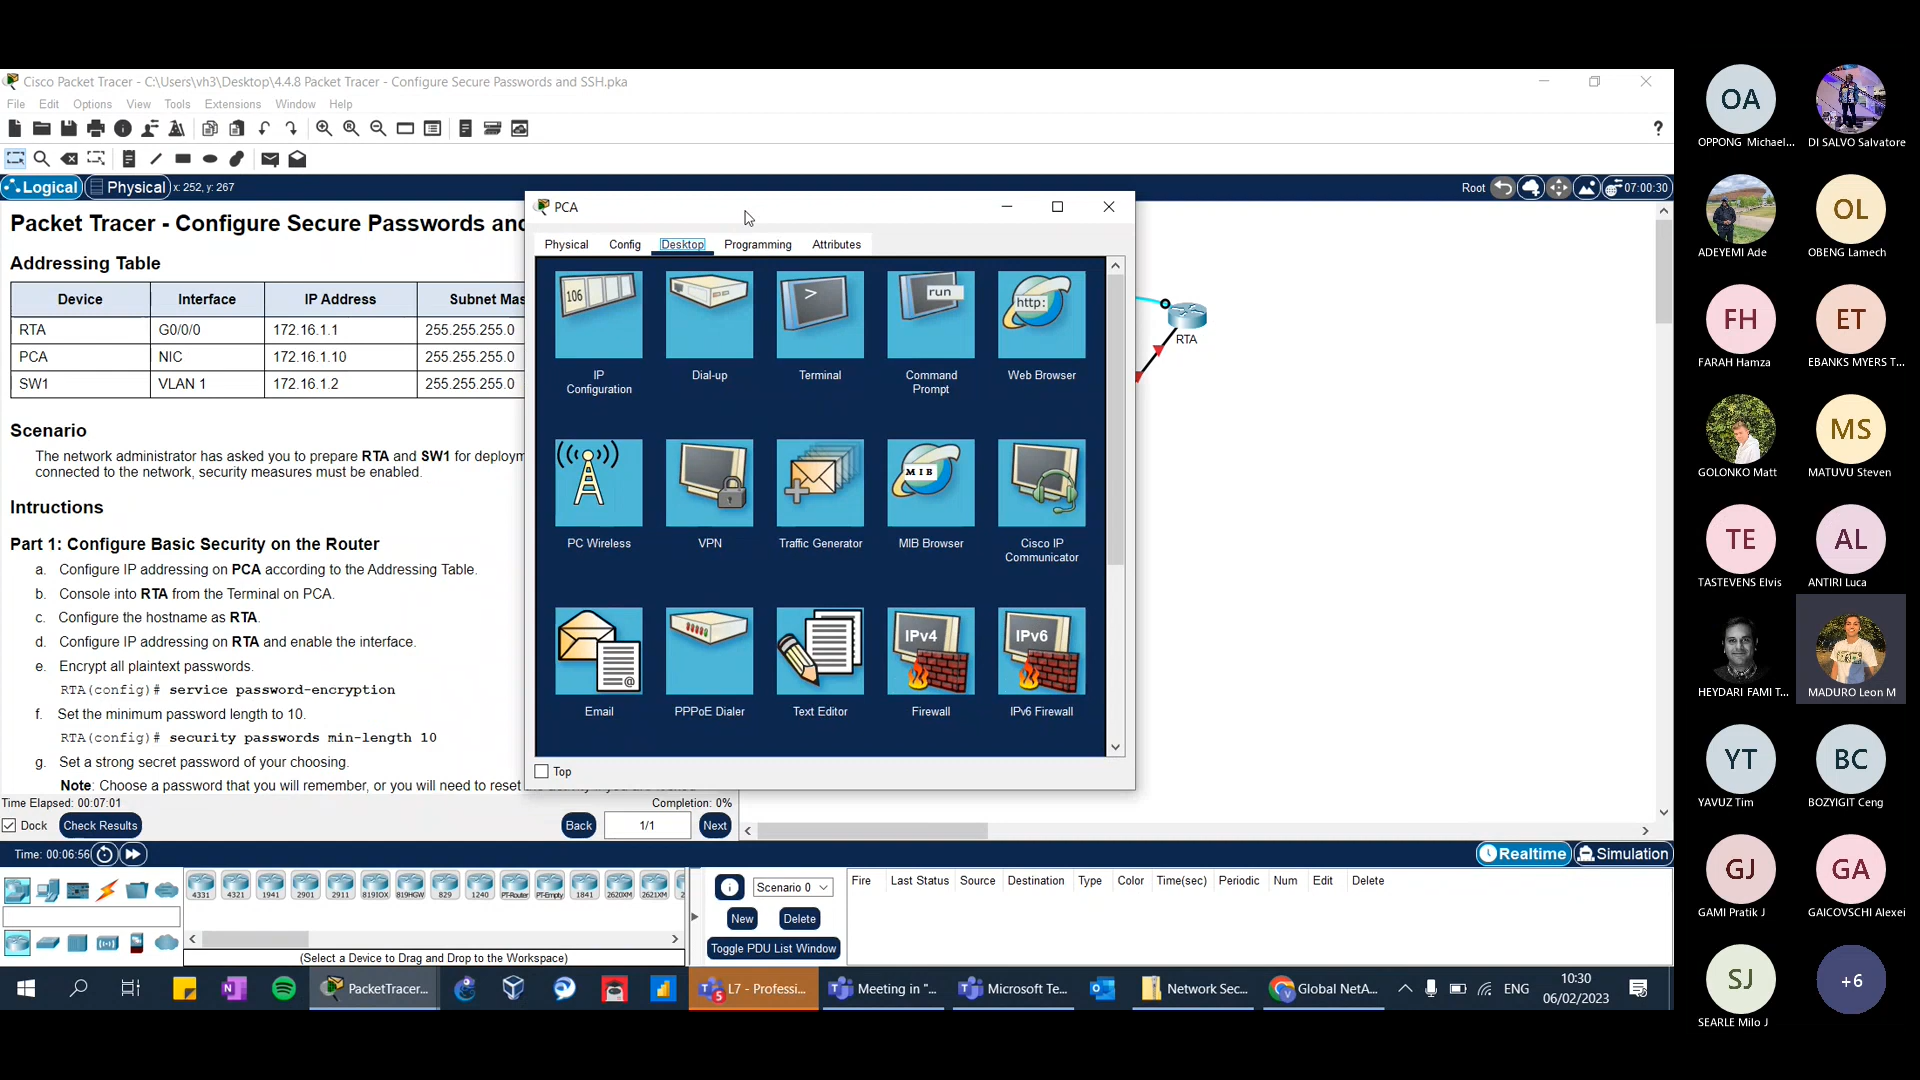 Cisco Packet Tracer - C:\Users\vh3\Desktop\4.4.8 Packet Tracer - Configure Secure Passwords and SSH.pka
File Edit Options View Tools Extensions Window Help
?
Logical Physical x: 252, y: 267
Root 07:00:30
Packet Tracer - Configure Secure Passwords and
Addressing Table
Device Interface IP Address Subnet Mas
RTA G0/0/0 172.16.1.1 255.255.255.0
PCA NIC 172.16.1.10 255.255.255.0
SW1 VLAN 1 172.16.1.2 255.255.255.0
Scenario
The network administrator has asked you to prepare RTA and SW1 for deploym
connected to the network, security measures must be enabled.
Intructions
Part 1: Configure Basic Security on the Router
a. Configure IP addressing on PCA according to the Addressing Table.
b. Console into RTA from the Terminal on PCA.
c. Configure the hostname as RTA.
d. Configure IP addressing on RTA and enable the interface.
e. Encrypt all plaintext passwords.
RTA(config)# service password-encryption
f. Set the minimum password length to 10.
RTA(config)# security passwords min-length 10
g. Set a strong secret password of your choosing.
Note: Choose a password that you will remember, or you will need to reset
Time Elapsed: 00:07:01 Completion: 0%
Dock Check Results Back 1/1 Next
PCA
Physical Config Desktop Programming Attributes
106
>
run
http:
IP
Configuration
Dial-up
Terminal
Command
Prompt
Web Browser
MIB
PC Wireless
VPN
Traffic Generator
MIB Browser
Cisco IP
Communicator
@
IPv4
IPv6
Email
PPPoE Dialer
Text Editor
Firewall
IPv6 Firewall
Top
RTA
Time: 00:06:56
Realtime Simulation
4331 4321 1941 2901 2911 819IOX 819HGW 829 1240 PT-Router PT-Empty 1841 2620XM 2621XM 2
(Select a Device to Drag and Drop to the Workspace)
Scenario 0
New Delete
Toggle PDU List Window
Fire Last Status Source Destination Type Color Time(sec) Periodic Num Edit Delete
PacketTracer...
L7 - Professi...
Meeting in "...
Microsoft Te...
Network Sec...
Global NetA...
ENG
10:30
06/02/2023
OA
OPPONG Michael...
DI SALVO Salvatore
ADEYEMI Ade
OL
OBENG Lamech
FH
FARAH Hamza
ET
EBANKS MYERS T...
GOLONKO Matt
MS
MATUVU Steven
TE
TASTEVENS Elvis
AL
ANTIRI Luca
HEYDARI FAMI T...
MADURO Leon M
YT
YAVUZ Tim
BC
BOZYIGIT Ceng
GJ
GAMI Pratik J
GA
GAICOVSCHI Alexei
SJ
SEARLE Milo J
+6